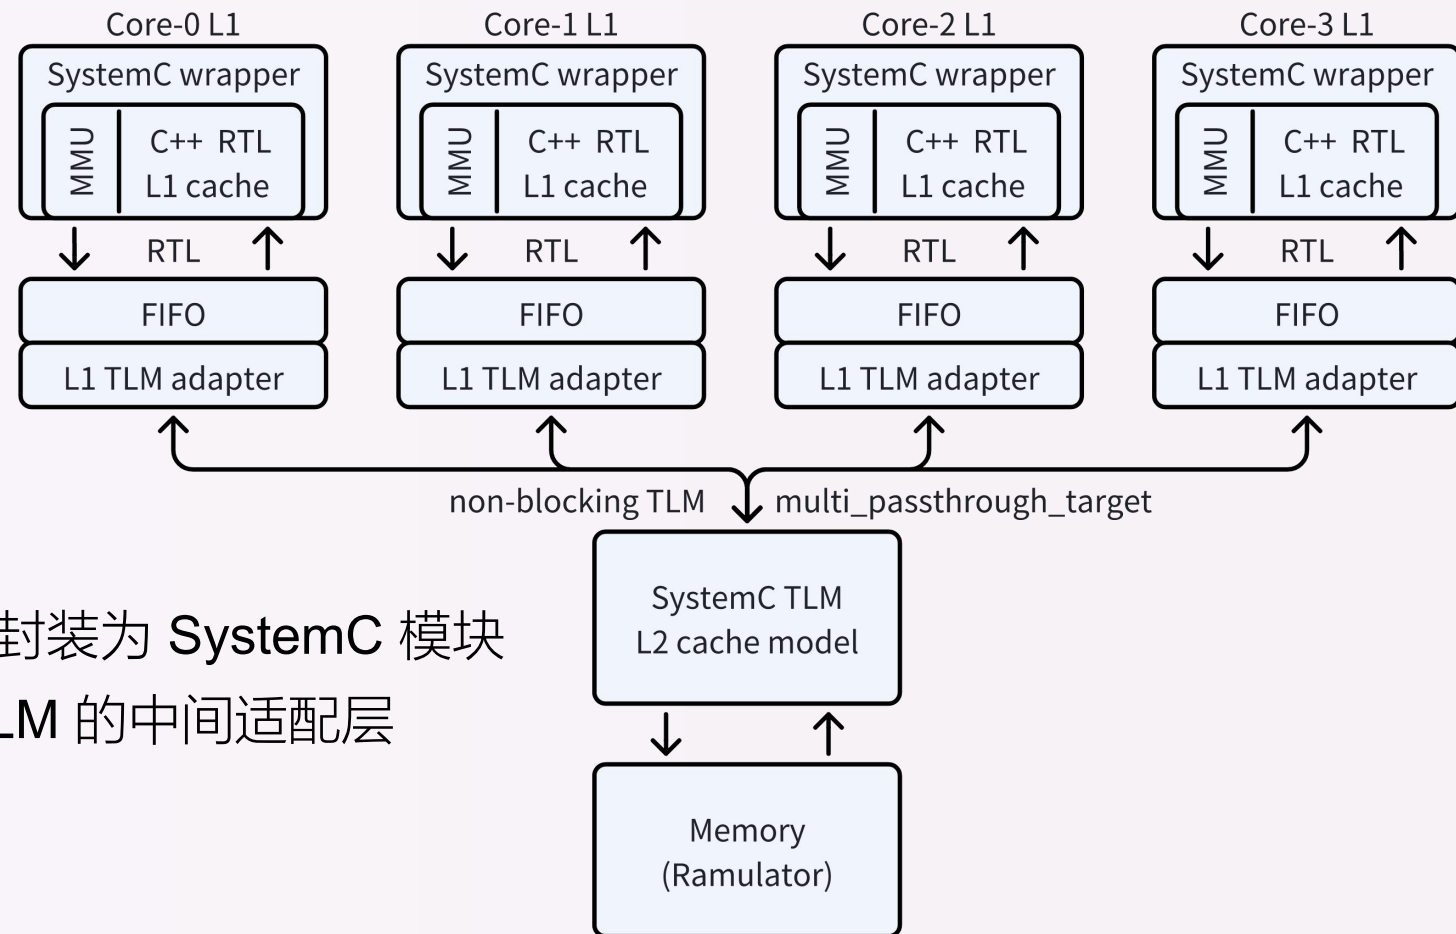 Core-0 L1
Core-1 L1
Core-2 L1
Core-3 L1
SystemC wrapper
SystemC wrapper
SystemC wrapper
SystemC wrapper
MMU
C++ RTL
L1 cache
MMU
C++ RTL
L1 cache
MMU
C++ RTL
L1 cache
MMU
C++ RTL
L1 cache
RTL
RTL
RTL
RTL
FIFO
FIFO
FIFO
FIFO
L1 TLM adapter
L1 TLM adapter
L1 TLM adapter
L1 TLM adapter
non-blocking TLM
multi_passthrough_target
SystemC TLM
L2 cache model
封装为 SystemC 模块
LM 的中间适配层
Memory
(Ramulator)